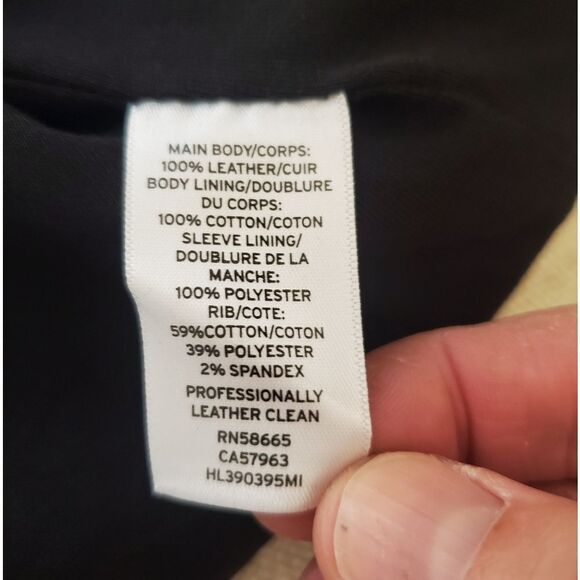 MAIN BODY/CORPS:
100% LEATHER/CUIR
BODY LINING/DOUBLURE
DU CORPS:
100% COTTON/COTON
SLEEVE LINING/
DOUBLURE DE LA
MANCHE:
100% POLYESTER
RIB/COTE:
59%COTTON/COTON
39% POLYESTER
2% SPANDEX
PROFESSIONALLY
LEATHER CLEAN
RN58665
CA57963
HL390395MI